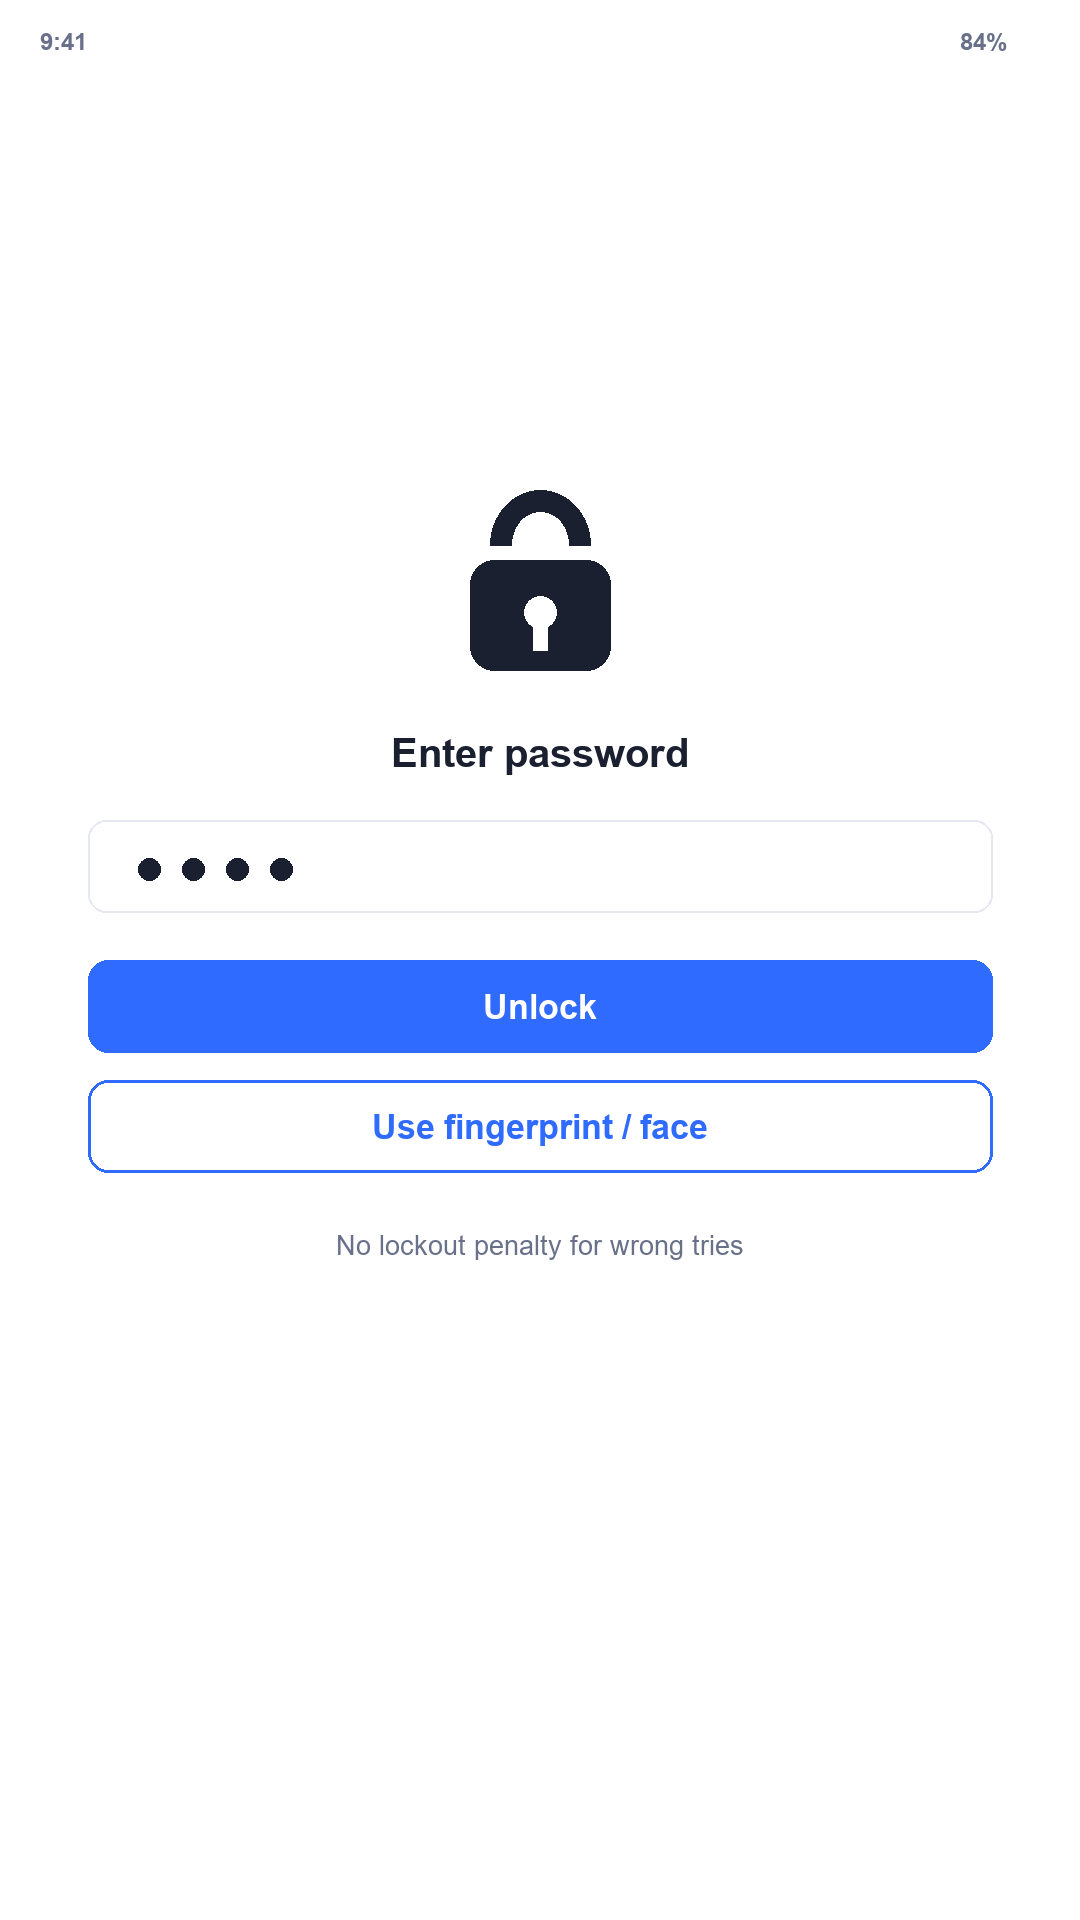 9:41 84%
Enter password
Unlock
Use fingerprint / face
No lockout penalty for wrong tries